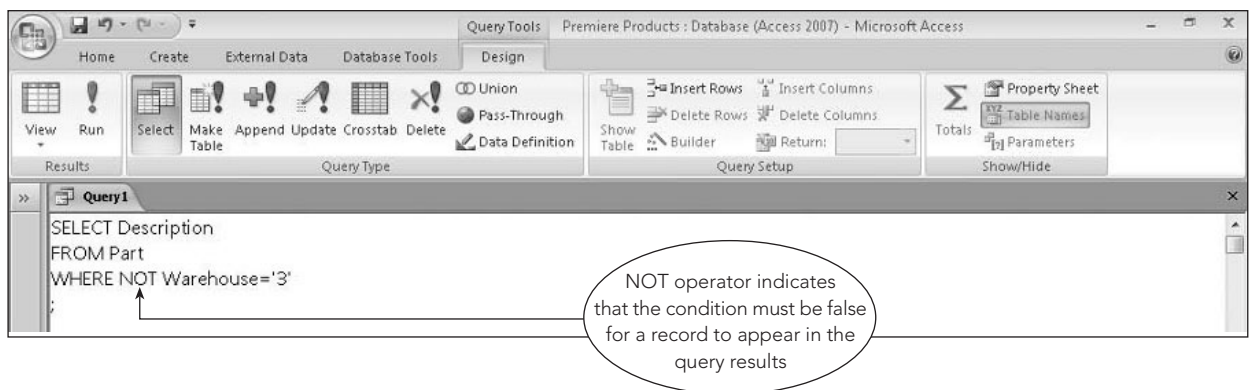 Query Tools Premiere Products : Database (Access 2007) - Microsoft Access
Home Create External Data Database Tools Design
View
Run
Select
Make Table
Append
Update
Crosstab
Delete
Union
Pass-Through
Data Definition
Show Table
Insert Rows
Delete Rows
Builder
Insert Columns
Delete Columns
Return:
Totals
Property Sheet
XYZ Table Names
[?] Parameters
Results Query Type Query Setup Show/Hide
» Query1
SELECT Description
FROM Part
WHERE NOT Warehouse='3'
;
NOT operator indicates
that the condition must be false
for a record to appear in the
query results